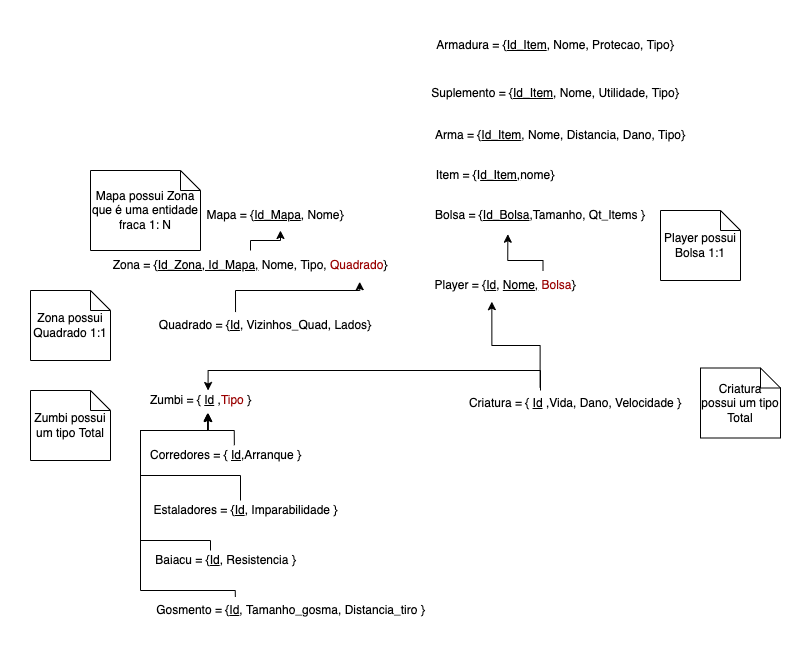 Armadura = {Id_Item, Nome, Protecao, Tipo}
Suplemento = {Id_Item, Nome, Utilidade, Tipo}
Arma = {Id_Item, Nome, Distancia, Dano, Tipo}
Item = {Id_Item,nome}
Mapa possui Zona
que é uma entidade
fraca 1: N
Mapa = {Id_Mapa, Nome}
Bolsa = {Id_Bolsa,Tamanho, Qt_Items }
Player possui
Bolsa 1:1
Zona = {Id_Zona, Id_Mapa, Nome, Tipo, Quadrado}
Player = {Id, Nome, Bolsa}
Zona possui
Quadrado 1:1
Quadrado = {Id, Vizinhos_Quad, Lados}
Zumbi possui
um tipo Total
Zumbi = { Id ,Tipo }
Criatura = { Id ,Vida, Dano, Velocidade }
Criatura
possui um tipo
Total
Corredores = { Id,Arranque }
Estaladores = {Id, Imparabilidade }
Baiacu = {Id, Resistencia }
Gosmento = {Id, Tamanho_gosma, Distancia_tiro }